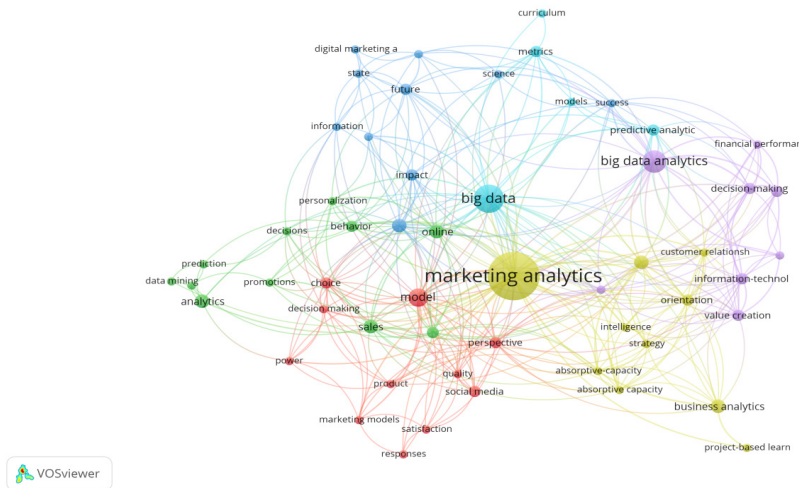 curriculum
digital marketing a
metrics
state
science
future
models
success
information
predictive analytic
financial performar
big data analytics
impact
decision-making
big data
personalization
behavior
decisions
online
customer relationsh
prediction
marketing analytics
data mining
promotions
choice
information-technol
analytics
model
orientation
decision making
value creation
sales
intelligence
perspective
strategy
power
absorptive-capacity
quality
product
absorptive capacity
social media
business analytics
marketing models
satisfaction
project-based learn
responses
VOSviewer